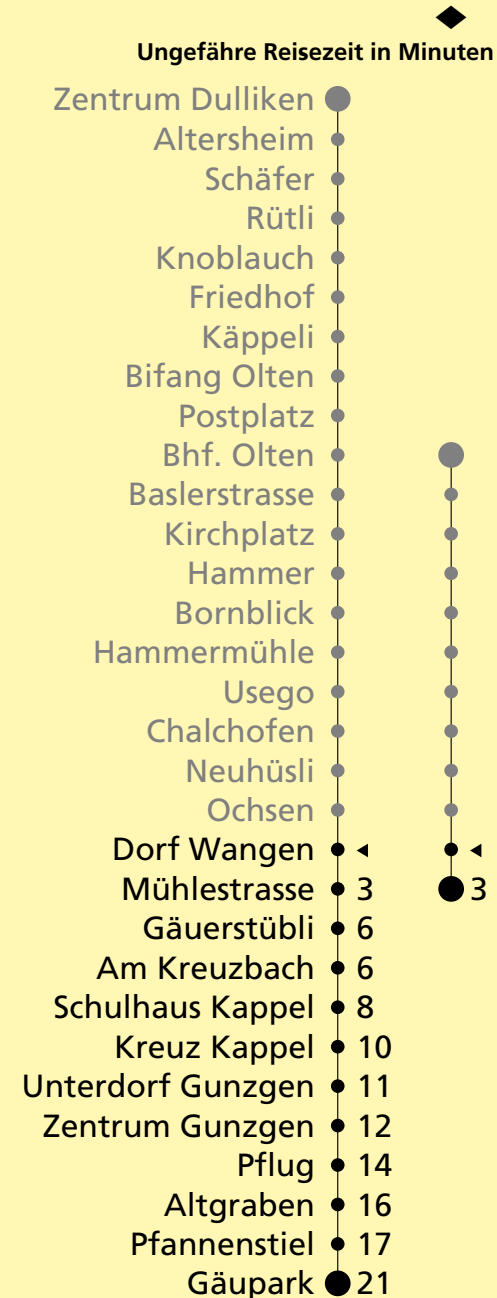 Ungefähre Reisezeit in Minuten
Zentrum Dulliken
Altersheim
Schäfer
Rütli
Knoblauch
Friedhof
Käppeli
Bifang Olten
Postplatz
Bhf. Olten
Baslerstrasse
Kirchplatz
Hammer
Bornblick
Hammermühle
Usego
Chalchofen
Neuhüsli
Ochsen
Dorf Wangen
Mühlestrasse 3 3
Gäuerstübli 6
Am Kreuzbach 6
Schulhaus Kappel 8
Kreuz Kappel 10
Unterdorf Gunzgen 11
Zentrum Gunzgen 12
Pflug 14
Altgraben 16
Pfannenstiel 17
Gäupark 21